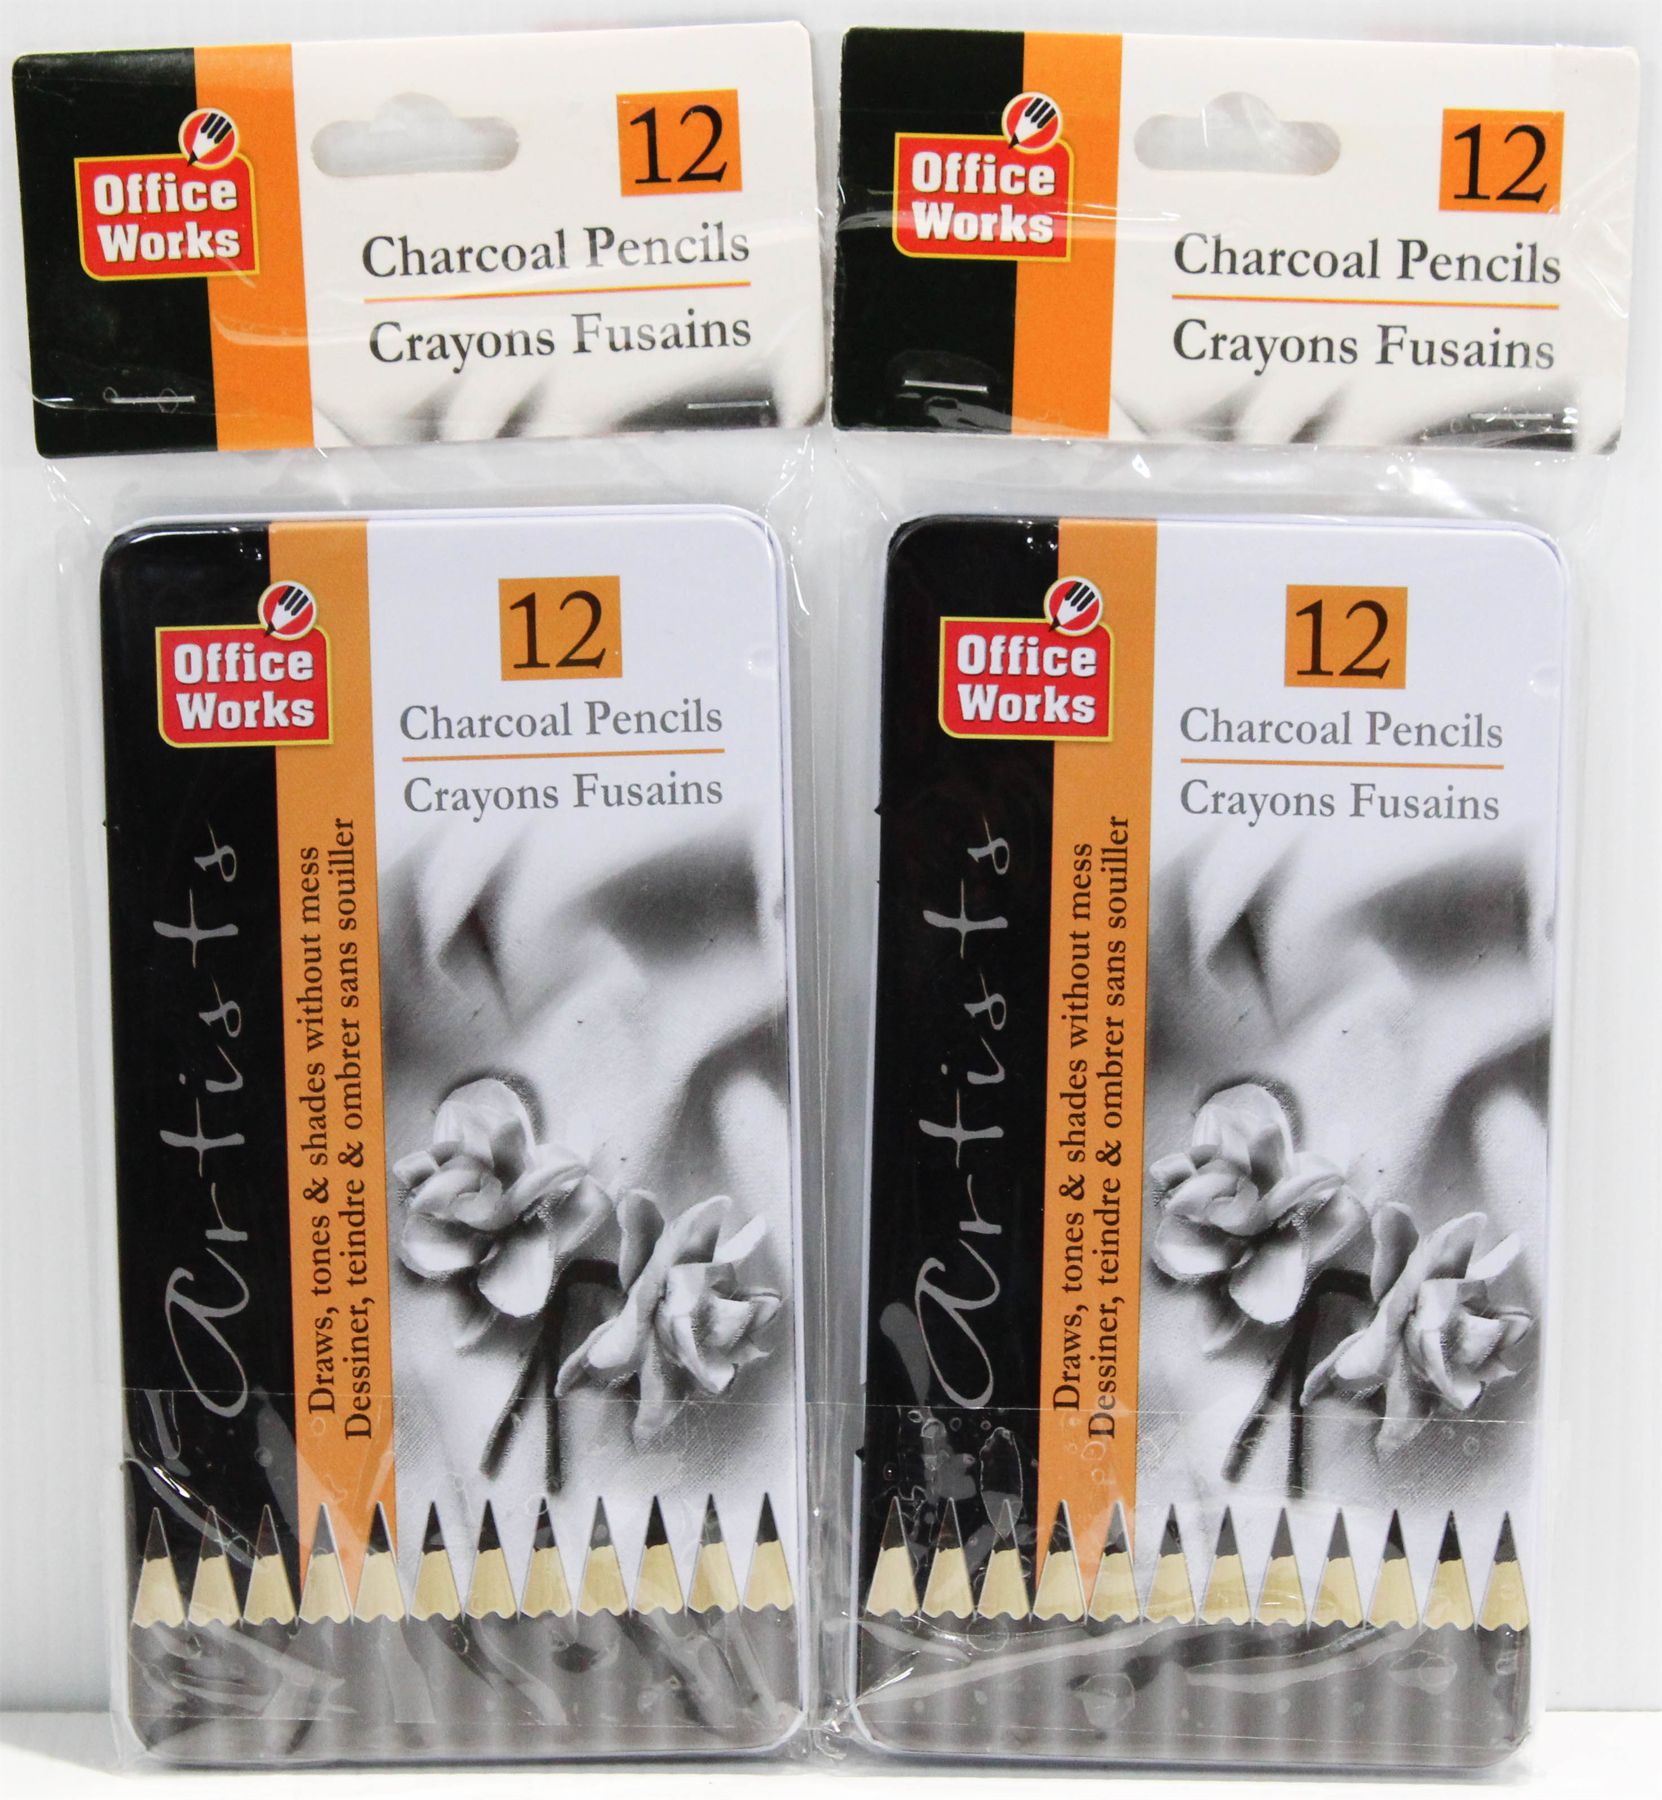 Office
Works
12
Charcoal Pencils
Crayons Fusains
Office
Works
12
Charcoal Pencils
Crayons Fusains
Artists
Draws, tones & shades without mess
Dessiner, teindre & ombrer sans souiller
Office
Works
12
Charcoal Pencils
Crayons Fusains
Office
Works
12
Charcoal Pencils
Crayons Fusains
Artists
Draws, tones & shades without mess
Dessiner, teindre & ombrer sans souiller